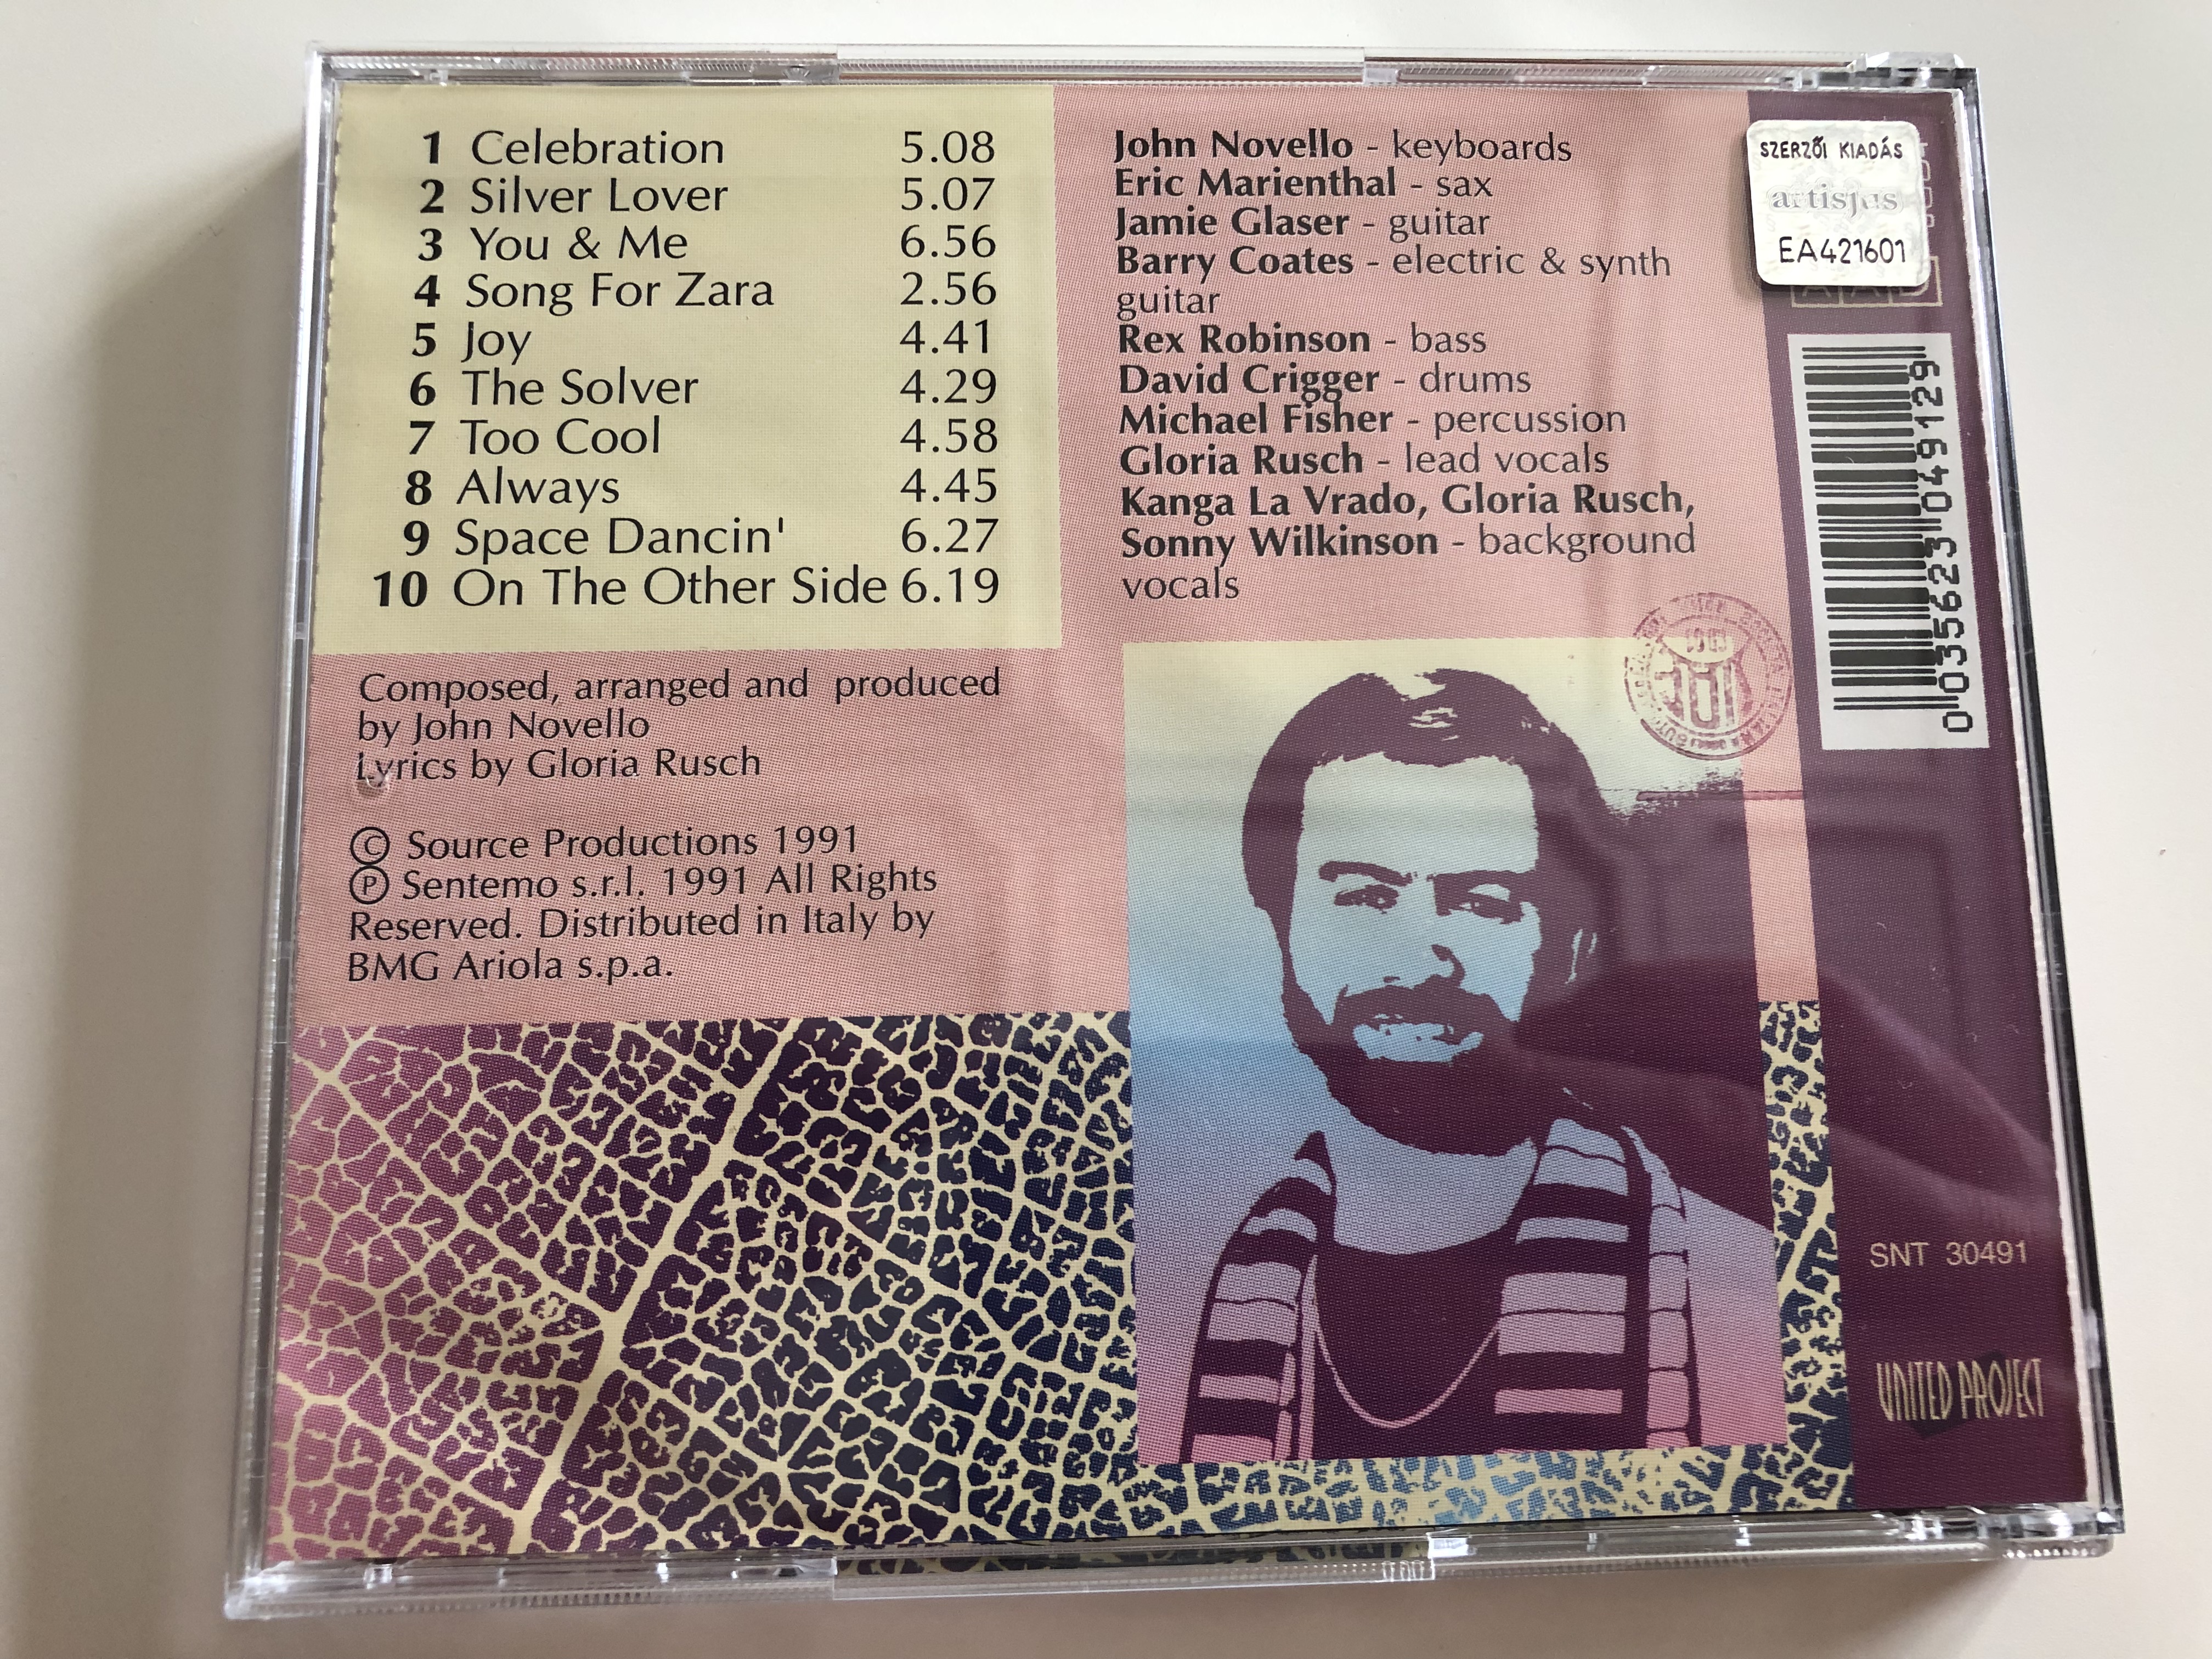 1 Celebration 5.08
2 Silver Lover 5.07
3 You & Me 6.56
4 Song For Zara 2.56
5 Joy 4.41
6 The Solver 4.29
7 Too Cool 4.58
8 Always 4.45
9 Space Dancin' 6.27
10 On The Other Side 6.19
Composed, arranged and produced
by John Novello
Lyrics by Gloria Rusch
© Source Productions 1991
℗ Sentemo s.r.l. 1991 All Rights
Reserved. Distributed in Italy by
BMG Ariola s.p.a.
John Novello - keyboards
Eric Marienthal - sax
Jamie Glaser - guitar
Barry Coates - electric & synth
guitar
Rex Robinson - bass
David Crigger - drums
Michael Fisher - percussion
Gloria Rusch - lead vocals
Kanga La Vrado, Gloria Rusch,
Sonny Wilkinson - background
vocals
SZERZŐI KIADÁS
artisjus
EA421601
0 035623 049129
SNT 30491
UNITED PROJECT